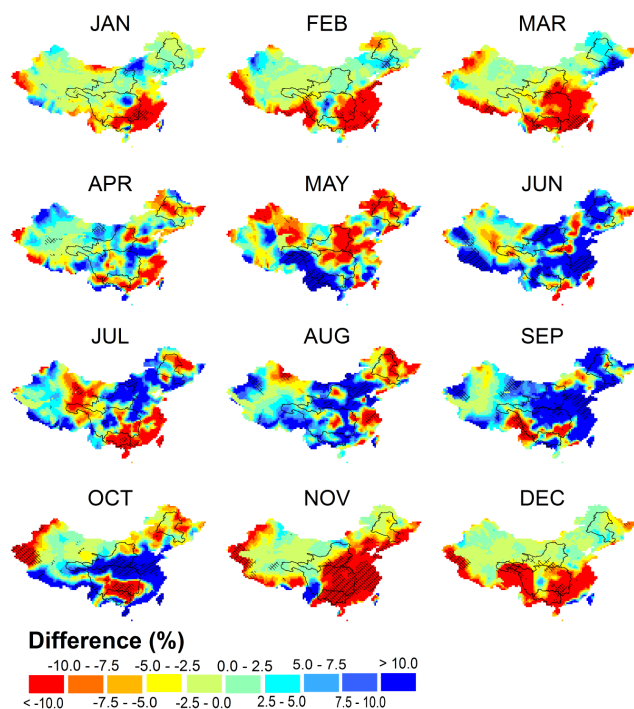 JAN FEB MAR
APR MAY JUN
JUL AUG SEP
OCT NOV DEC
Difference (%)
-10.0 - -7.5 -5.0 - -2.5 0.0 - 2.5 5.0 - 7.5 > 10.0
< -10.0 -7.5 - -5.0 -2.5 - 0.0 2.5 - 5.0 7.5 - 10.0